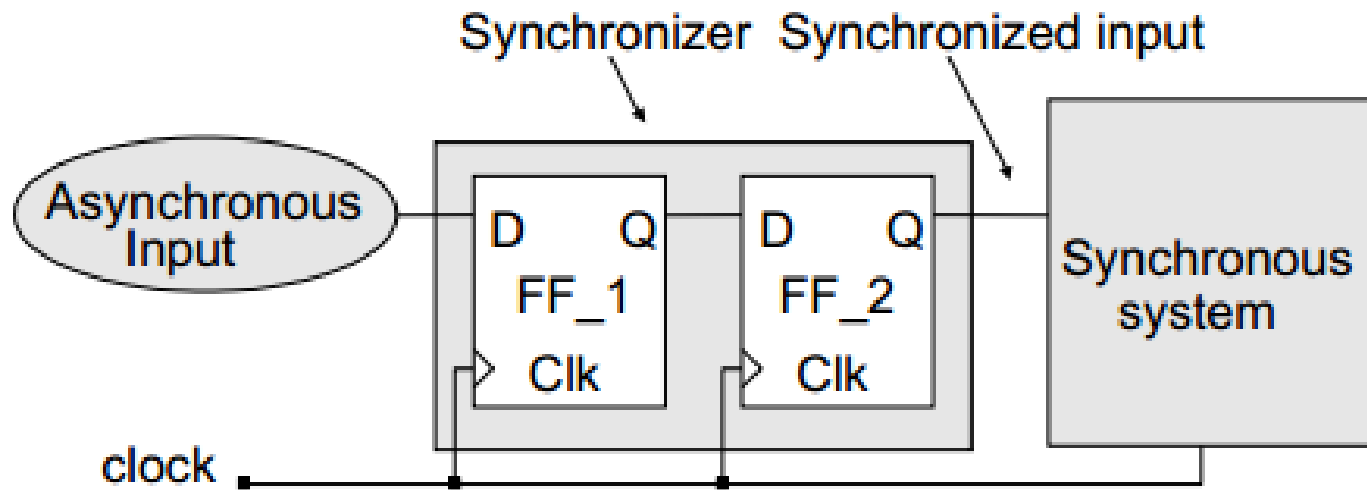 Synchronizer Synchronized input
Asynchronous
Input
D Q
FF_1
Clk
D Q
FF_2
Clk
Synchronous
system
clock